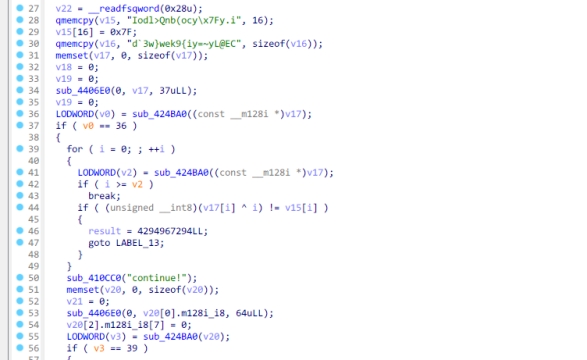 27 v22 = __readfsqword(0x28u);
28 qmemcpy(v15, "Iodl>Qnb(ocy\x7Fy.i", 16);
29 v15[16] = 0x7F;
30 qmemcpy(v16, "d`3w}wek9{iy=~yL@EC", sizeof(v16));
31 memset(v17, 0, sizeof(v17));
32 v18 = 0;
33 v19 = 0;
34 sub_4406E0(0, v17, 37uLL);
35 v19 = 0;
36 LODWORD(v0) = sub_424BA0((const __m128i *)v17);
37 if ( v0 == 36 )
38 {
39 for ( i = 0; ; ++i )
40 {
41 LODWORD(v2) = sub_424BA0((const __m128i *)v17);
42 if ( i >= v2 )
43 break;
44 if ( (unsigned __int8)(v17[i] ^ i) != v15[i] )
45 {
46 result = 4294967294LL;
47 goto LABEL_13;
48 }
49 }
50 sub_410CC0("continue!");
51 memset(v20, 0, sizeof(v20));
52 v21 = 0;
53 sub_4406E0(0, v20[0].m128i_i8, 64uLL);
54 v20[2].m128i_i8[7] = 0;
55 LODWORD(v3) = sub_424BA0(v20);
56 if ( v3 == 39 )
57 {